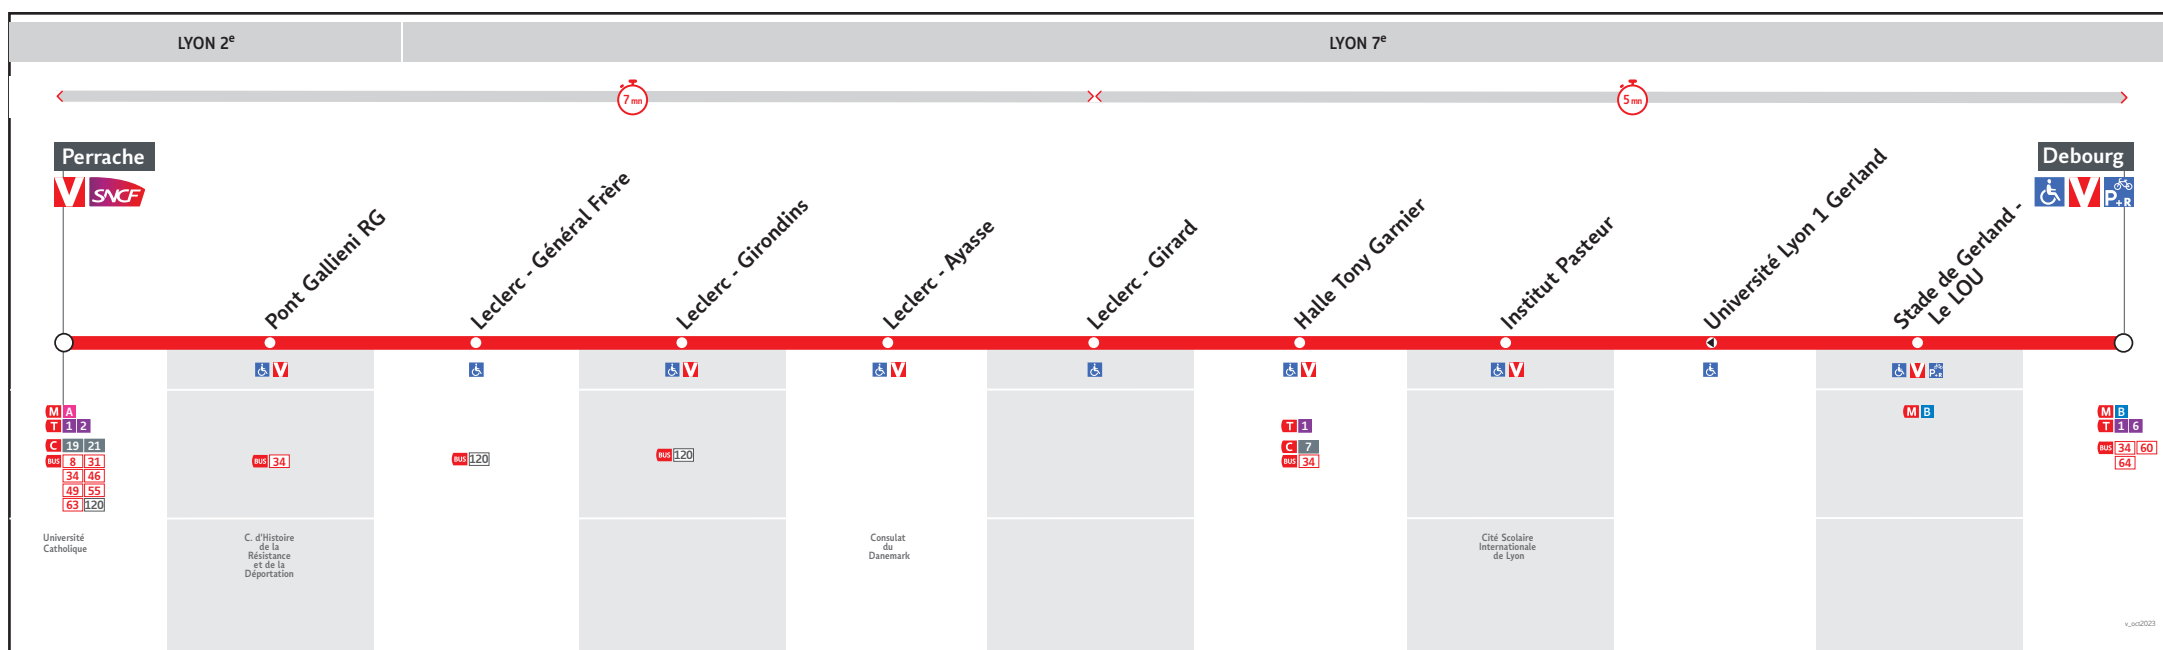 LYON 2e
LYON 7e
7 mn
5 mn
Perrache
V SNCF
Pont Gallieni RG
Leclerc - Général Frère
Leclerc - Girondins
Leclerc - Ayasse
Leclerc - Girard
Halle Tony Garnier
Institut Pasteur
Université Lyon 1 Gerland
Stade de Gerland -
Le LOU
Debourg
V P+R
V
V
V
V
V
V P+R
M A
T 1 2
C 19 21
BUS 8 31
34 46
49 55
63 120
BUS 34
BUS 120
BUS 120
T 1
C 7
BUS 34
M B
M B
T 1 6
BUS 34 60
64
Université
Catholique
C. d'Histoire
de la
Résistance
et de la
Déportation
Consulat
du
Danemark
Cité Scolaire
Internationale
de Lyon
v_oct2023